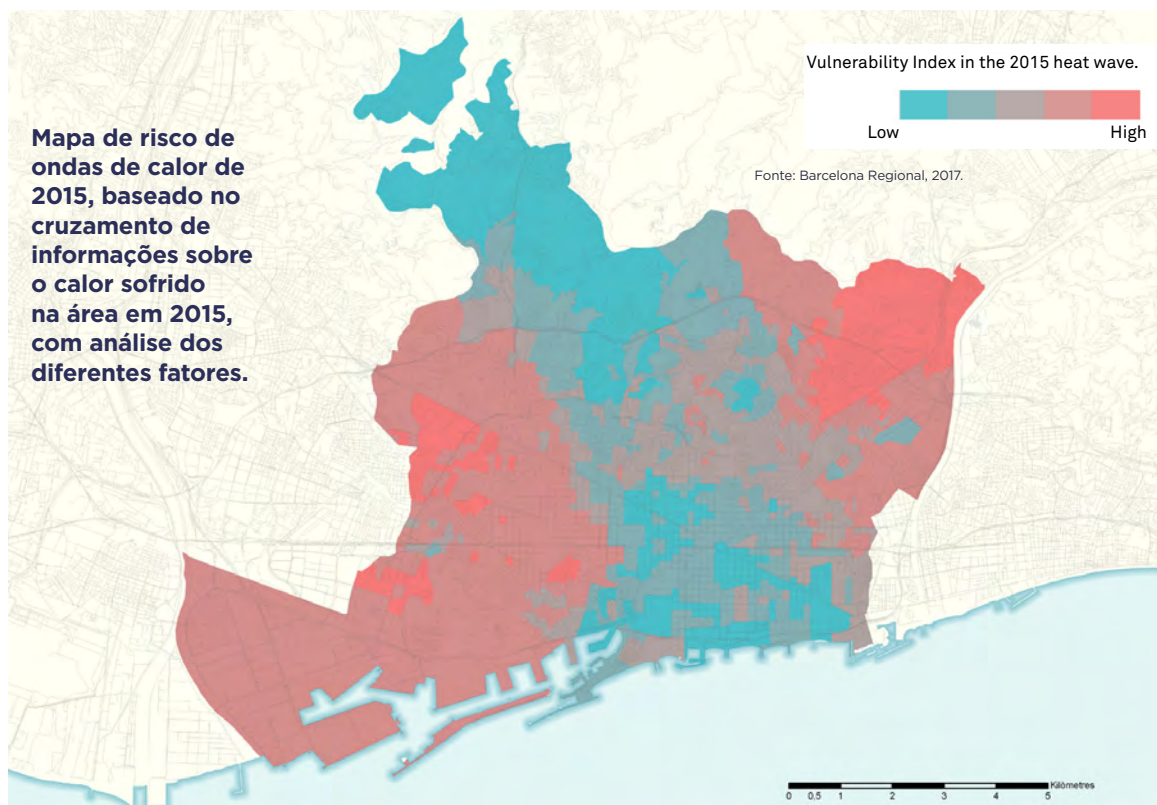 Mapa de risco de
ondas de calor de
2015, baseado no
cruzamento de
informações sobre
o calor sofrido
na área em 2015,
com análise dos
diferentes fatores.
Vulnerability Index in the 2015 heat wave.
Low High
Fonte: Barcelona Regional, 2017.
Kilòmetres
0 0,5 1 2 3 4 5